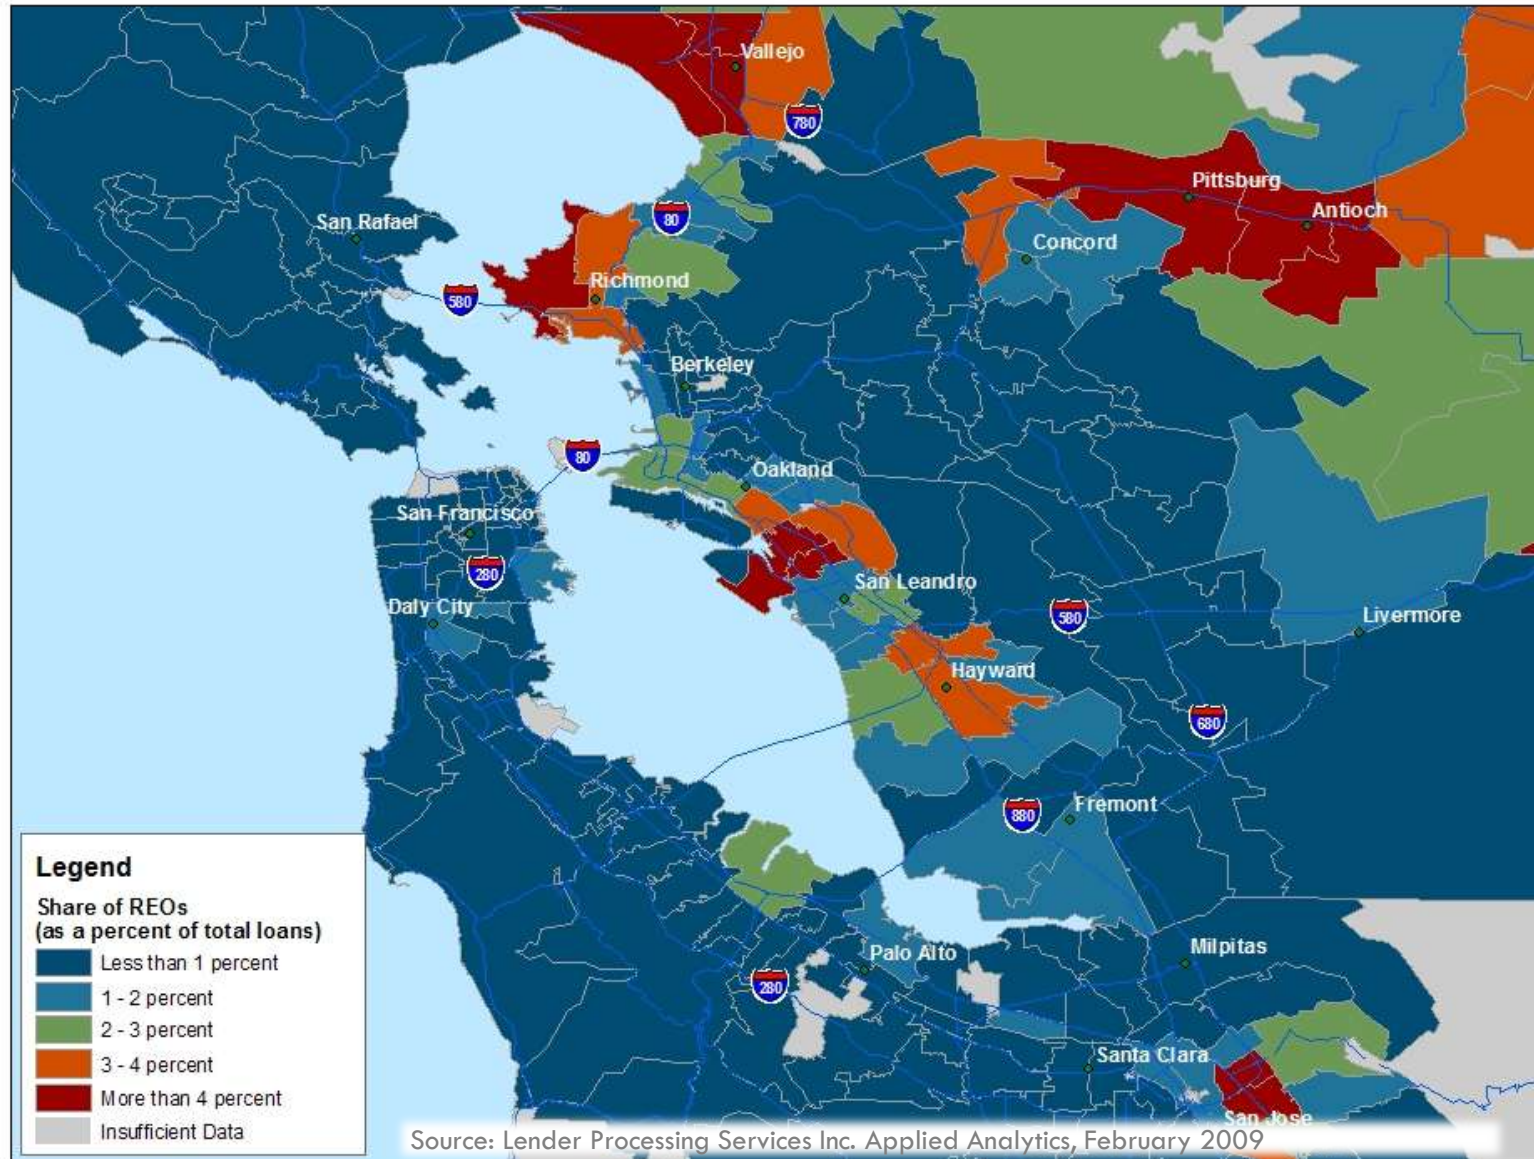 Vallejo
780
Pittsburg
Antioch
80
San Rafael
Concord
Richmond
580
Berkeley
80
Oakland
San Francisco
280
San Leandro
Daly City
580
Livermore
Hayward
680
Fremont
880
Legend
Share of REOs
(as a percent of total loans)
Less than 1 percent
1 - 2 percent
2 - 3 percent
3 - 4 percent
More than 4 percent
Insufficient Data
Palo Alto
Milpitas
280
Santa Clara
San Jose
Source: Lender Processing Services Inc. Applied Analytics, February 2009